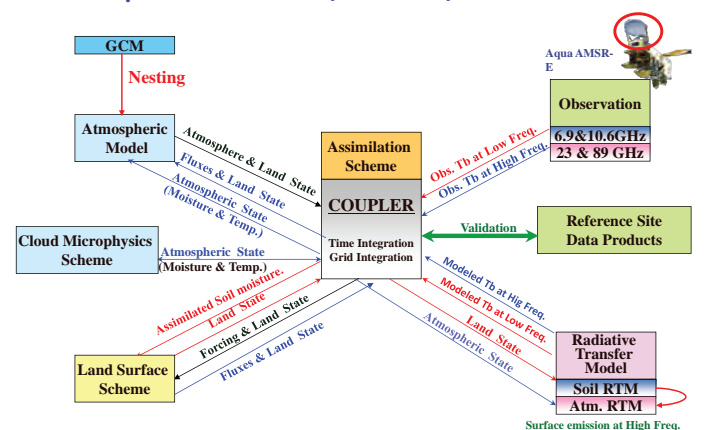 GCM
Nesting
Aqua AMSR-
E
Observation
6.9&10.6GHz
23 & 89 GHz
Atmospheric
Model
Atmosphere & Land State
Fluxes & Land State
Atmospheric State
(Moisture & Temp.)
Assimilation
Scheme
COUPLER
Time Integration
Grid Integration
Obs. Tb at Low Freq.
Obs. Tb at High Freq.
Validation
Reference Site
Data Products
Cloud Microphysics
Scheme
Atmospheric State
(Moisture & Temp.)
Assimilated Soil moisture.
Land State
Forcing & Land State
Fluxes & Land State
Land Surface
Scheme
Modeled Tb at Hig Freq.
Modeled Tb at Low Freq.
Land State
Atmospheric State
Radiative
Transfer
Model
Soil RTM
Atm. RTM
Surface emission at High Freq.